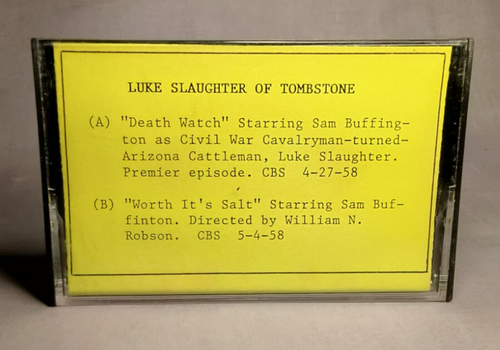 LUKE SLAUGHTER OF TOMBSTONE
(A) "Death Watch" Starring Sam Buffing-
ton as Civil War Cavalryman-turned-
Arizona Cattleman, Luke Slaughter.
Premier episode. CBS 4-27-58
(B) "Worth It's Salt" Starring Sam Buf-
finton. Directed by William N.
Robson. CBS 5-4-58